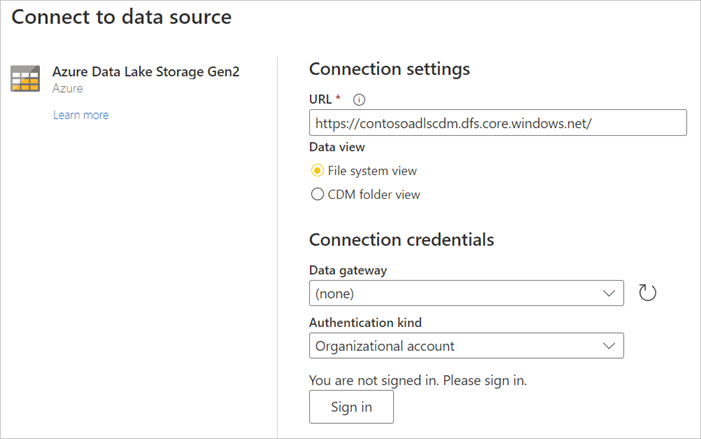 Connect to data source
Azure Data Lake Storage Gen2
Azure
Learn more
Connection settings
URL *
https://contosoadlscdm.dfs.core.windows.net/
Data view
File system view
CDM folder view
Connection credentials
Data gateway
(none)
Authentication kind
Organizational account
You are not signed in. Please sign in.
Sign in